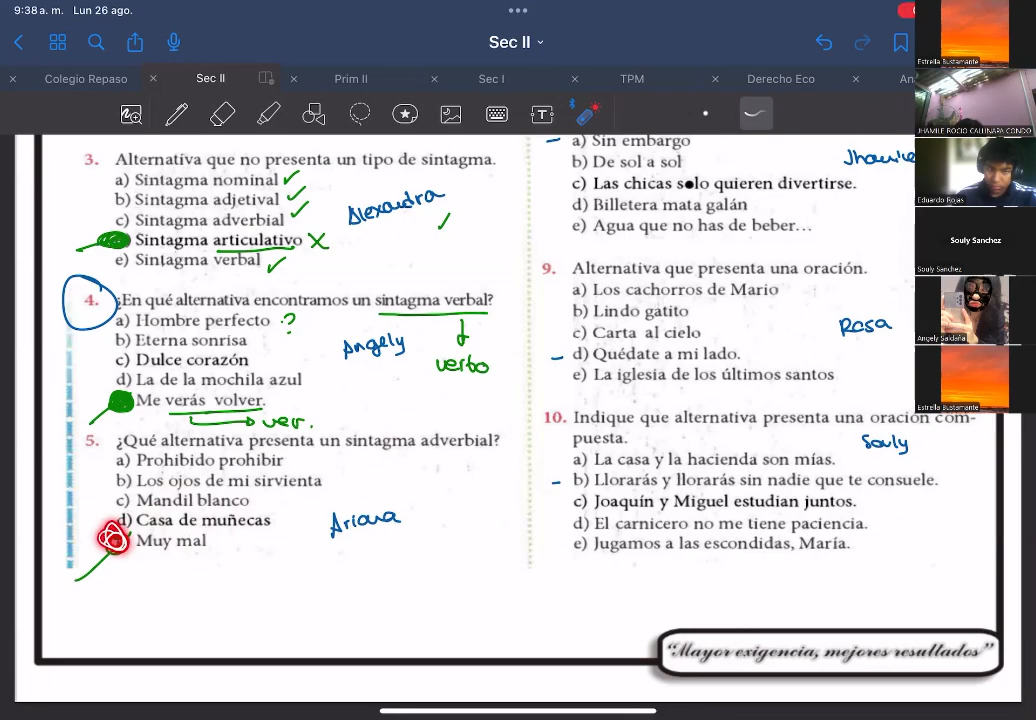 9:38 a. m. Lun 26 ago.
Sec II
Colegio Repaso
Sec II
Prim II
Sec I
TPM
Derecho Eco
3. Alternativa que no presenta un tipo de sintagma.
a) Sintagma nominal
b) Sintagma adjetival
c) Sintagma adverbial
Sintagma articulativo
e) Sintagma verbal
Alexandra
4. ¿En qué alternativa encontramos un sintagma verbal?
a) Hombre perfecto ?
b) Eterna sonrisa
c) Dulce corazón
d) La de la mochila azul
Me verás volver.
Angely
verbo
ver.
5. ¿Qué alternativa presenta un sintagma adverbial?
a) Prohibido prohibir
b) Los ojos de mi sirvienta
c) Mandil blanco
d) Casa de muñecas
Muy mal
Ariana
a) Sin embargo
b) De sol a sol
c) Las chicas solo quieren divertirse.
d) Billetera mata galán
e) Agua que no has de beber...
Jhamile
9. Alternativa que presenta una oración.
a) Los cachorros de Mario
b) Lindo gatito
c) Carta al cielo
d) Quédate a mi lado.
e) La iglesia de los últimos santos
Rosa
10. Indique que alternativa presenta una oración com-
puesta.
a) La casa y la hacienda son mías.
b) Llorarás y llorarás sin nadie que te consuele.
c) Joaquín y Miguel estudian juntos.
d) El carnicero no me tiene paciencia.
e) Jugamos a las escondidas, María.
Souly
"Mayor exigencia, mejores resultados"
Estrella Bustamante
JHAMILE ROCIO CALLINAPA CONDO
Eduardo Rojas
Souly Sanchez
Souly Sanchez
Angely Saldaña
Estrella Bustamante